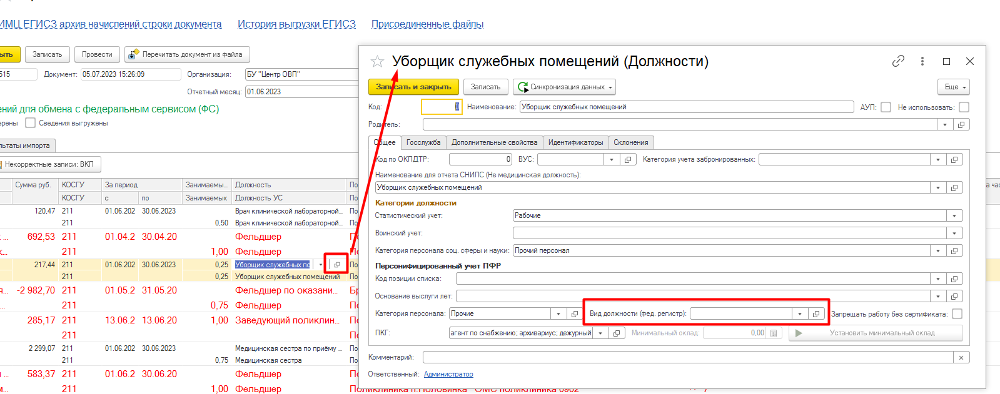 ИМЦ ЕГИСЗ архив начислений строки документа История выгрузки ЕГИСЗ Присоединенные файлы
ыть Записать Провести Перечитать документ из файла
515 Документ: 05.07.2023 15:26:09 Организация: БУ "Центр ОВП"
Отчетный месяц: 01.06.2023
ений для обмена с федеральным сервисом (ФС)
ерены Сведения выгружены
льтаты импорта
Некорректные записи: ВКЛ
Сумма руб. КОСГУ За период Занимаемы... Должность По
КОСГУ с по Занимаемых Должность УС По
120,47 211 01.06.202 30.06.2023 Врач клинической лабораторной... По
211 0,50 Врач клинической лабораторной... По
... 692,53 211 01.04.2 30.04.20 Фельдшер По
к... 211 1,00 Фельдшер По
217,44 211 01.06.202 30.06.2023 0,25 Уборщик служебных по По
211 0,25 Уборщик служебных помещений По
я... -2 982,70 211 01.05.2 31.05.20 Фельдшер по оказани... Бр
... 211 0,75 Фельдшер по оказани... По
285,17 211 13.06.2 13.06.20 1,00 Заведующий поликлин... По
211 По
2 299,07 211 01.06.202 30.06.2023 Медицинская сестра по приёму ... По
211 0,75 Медицинская сестра По
... 583,37 211 01.06.2 30.06.20 Фельдшер По
м... 211 1,00 Фельдшер Поликлиника п.Половинка ОМС поликлиника 0902
а час
Уборщик служебных помещений (Должности)
Записать и закрыть Записать Синхронизация данных Еще
Код: 0 Наименование: Уборщик служебных помещений АУП: Не использовать:
Родитель:
Общее Госслужба Дополнительные свойства Идентификаторы Склонения
Код по ОКПДТР: 0 ВУС: Категория учета забронированных:
Наименование для отчета СНИЛС (Не медицинская должность):
Уборщик служебных помещений
Категории должности
Статистический учет: Рабочие
Воинский учет:
Категория персонала соц. сферы и науки: Прочий персонал
Персонифицированный учет ПФР
Код позиции списка:
Основание выслуги лет:
Категория персонала: Прочие Вид должности (фед. регистр): Запрещать работу без сертификата:
ПКГ: агент по снабжению; архивариус; дежурный Минимальный оклад: 0,00 Установить минимальный оклад
Комментарий:
Ответственный: Администратор